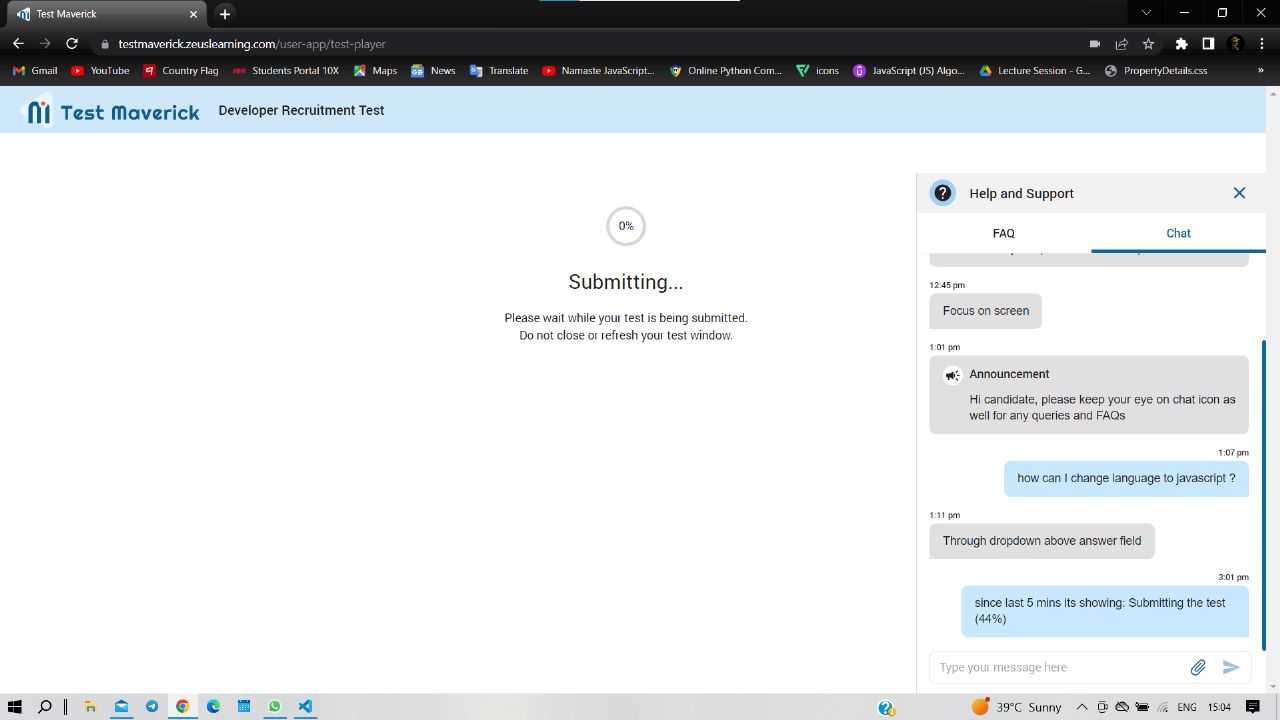 Test Maverick
testmaverick.zeuslearning.com/user-app/test-player
Gmail YouTube Country Flag Students Portal 10X Maps News Translate Namaste JavaScript... Online Python Com... icons JavaScript (JS) Algo... Lecture Session - G... PropertyDetails.css »
Test Maverick Developer Recruitment Test
Help and Support
FAQ Chat
0%
Submitting...
Please wait while your test is being submitted.
Do not close or refresh your test window.
12:45 pm
Focus on screen
1:01 pm
Announcement
Hi candidate, please keep your eye on chat icon as
well for any queries and FAQs
1:07 pm
how can I change language to javascript ?
1:11 pm
Through dropdown above answer field
3:01 pm
since last 5 mins its showing: Submitting the test
(44%)
Type your message here
39°C Sunny ENG 15:04